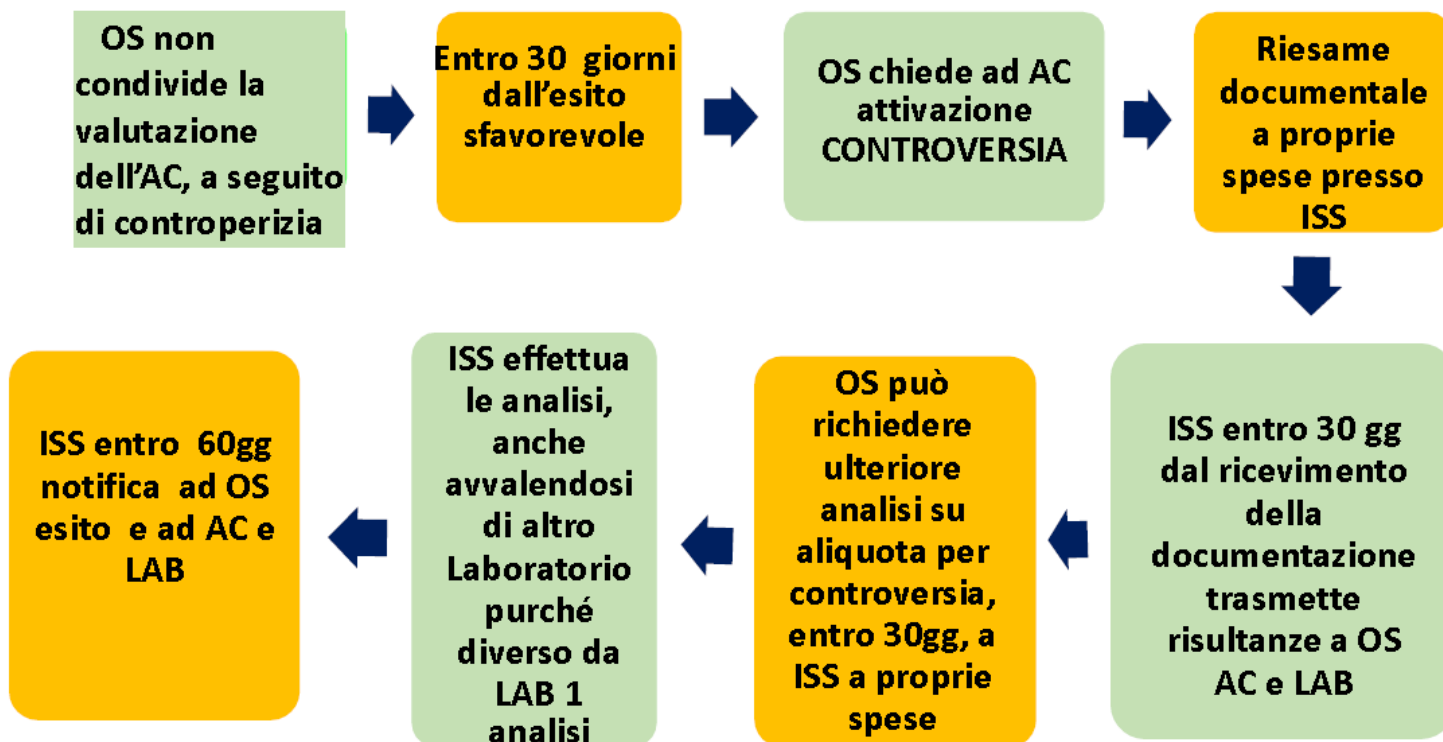 OS non
condivide la
valutazione
dell'AC, a seguito
di controperizia
Entro 30 giorni
dall'esito
sfavorevole
OS chiede ad AC
attivazione
CONTROVERSIA
Riesame
documentale
a proprie
spese presso
ISS
ISS entro 30 gg
dal ricevimento
della
documentazione
trasmette
risultanze a OS
AC e LAB
OS può
richiedere
ulteriore
analisi su
aliquota per
controversia,
entro 30gg, a
ISS a proprie
spese
ISS effettua
le analisi,
anche
avvalendosi
di altro
Laboratorio
purché
diverso da
LAB 1
analisi
ISS entro 60gg
notifica ad OS
esito e ad AC e
LAB